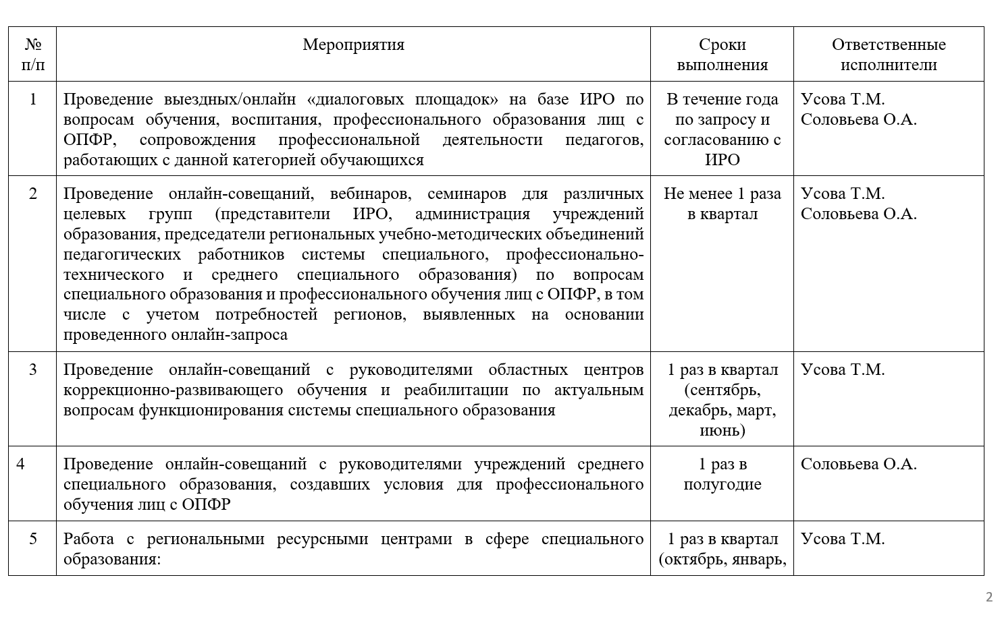 № п/п
Мероприятия
Сроки выполнения
Ответственные исполнители
1
Проведение выездных/онлайн «диалоговых площадок» на базе ИРО по
вопросам обучения, воспитания, профессионального образования лиц с
ОПФР, сопровождения профессиональной деятельности педагогов,
работающих с данной категорией обучающихся
В течение года
по запросу и
согласованию с
ИРО
Усова Т.М.
Соловьева О.А.
2
Проведение онлайн-совещаний, вебинаров, семинаров для различных
целевых групп (представители ИРО, администрация учреждений
образования, председатели региональных учебно-методических объединений
педагогических работников системы специального, профессионально-
технического и среднего специального образования) по вопросам
специального образования и профессионального обучения лиц с ОПФР, в том
числе с учетом потребностей регионов, выявленных на основании
проведенного онлайн-запроса
Не менее 1 раза
в квартал
Усова Т.М.
Соловьева О.А.
3
Проведение онлайн-совещаний с руководителями областных центров
коррекционно-развивающего обучения и реабилитации по актуальным
вопросам функционирования системы специального образования
1 раз в квартал
(сентябрь,
декабрь, март,
июнь)
Усова Т.М.
4
Проведение онлайн-совещаний с руководителями учреждений среднего
специального образования, создавших условия для профессионального
обучения лиц с ОПФР
1 раз в
полугодие
Соловьева О.А.
5
Работа с региональными ресурсными центрами в сфере специального
образования:
1 раз в квартал
(октябрь, январь,
Усова Т.М.
2